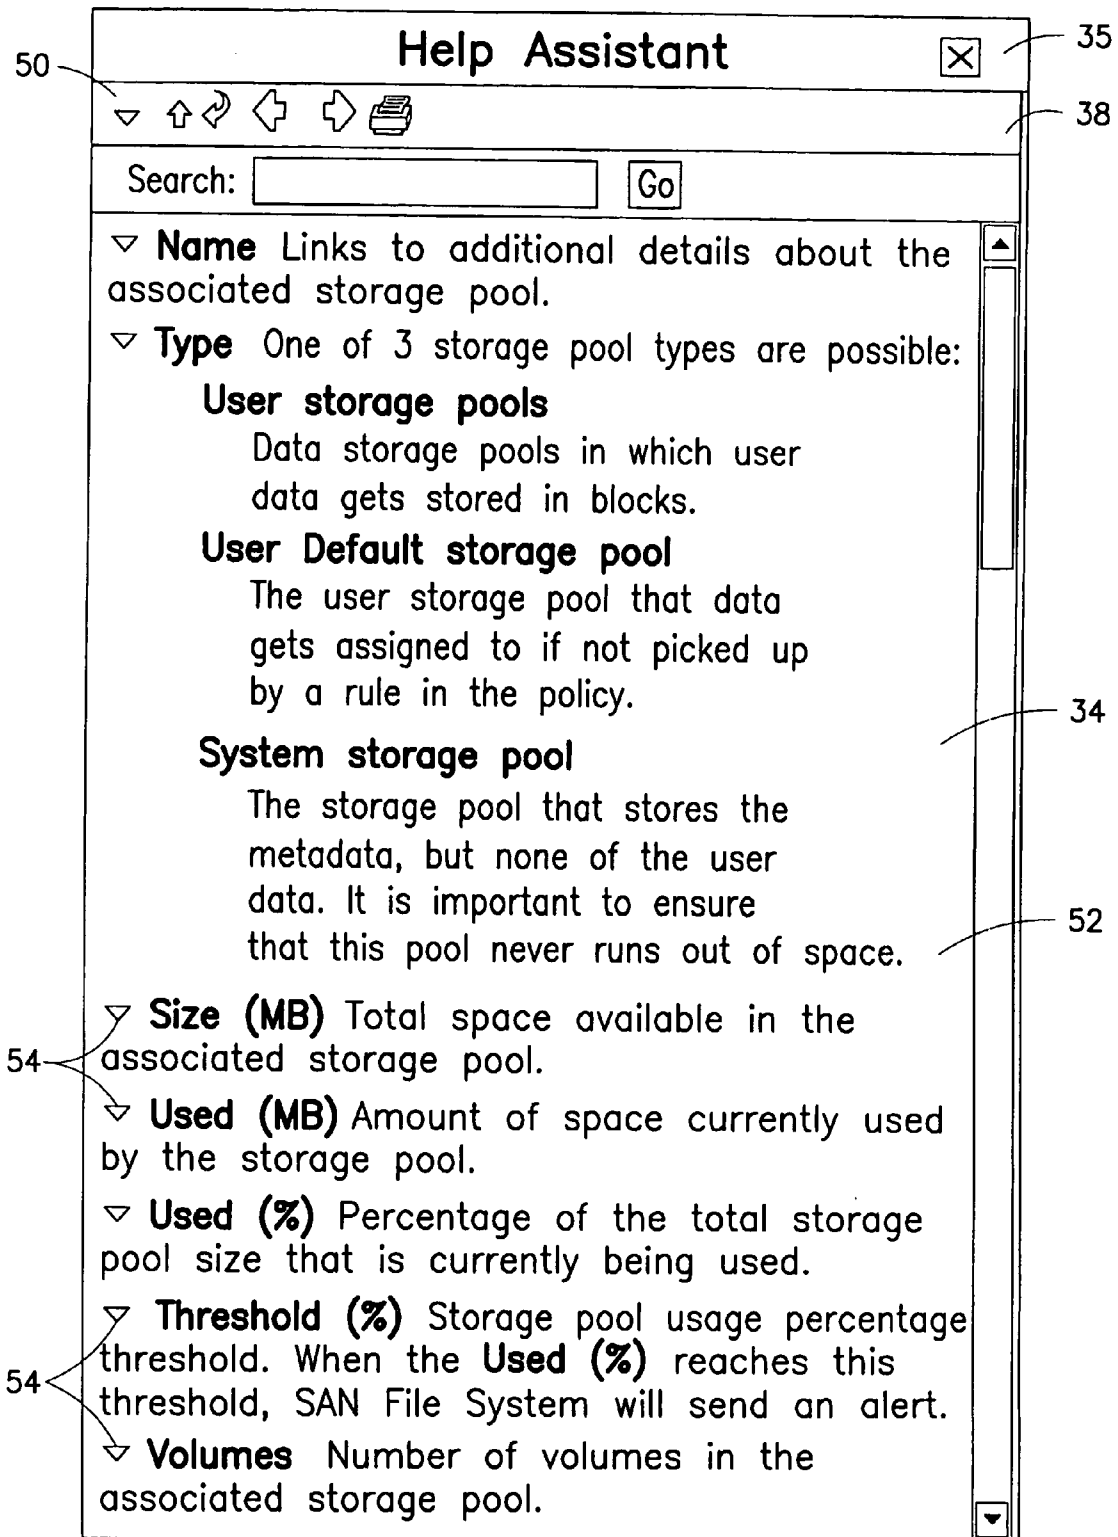 Help Assistant
35
50
38
Search:
Go
Name Links to additional details about the
associated storage pool.
Type One of 3 storage pool types are possible:
User storage pools
Data storage pools in which user
data gets stored in blocks.
User Default storage pool
The user storage pool that data
gets assigned to if not picked up
by a rule in the policy.
34
System storage pool
The storage pool that stores the
metadata, but none of the user
data. It is important to ensure
that this pool never runs out of space.
52
Size (MB) Total space available in the
54
associated storage pool.
Used (MB) Amount of space currently used
by the storage pool.
Used (%) Percentage of the total storage
pool size that is currently being used.
Threshold (%) Storage pool usage percentage
threshold. When the Used (%) reaches this
54
threshold, SAN File System will send an alert.
Volumes Number of volumes in the
associated storage pool.